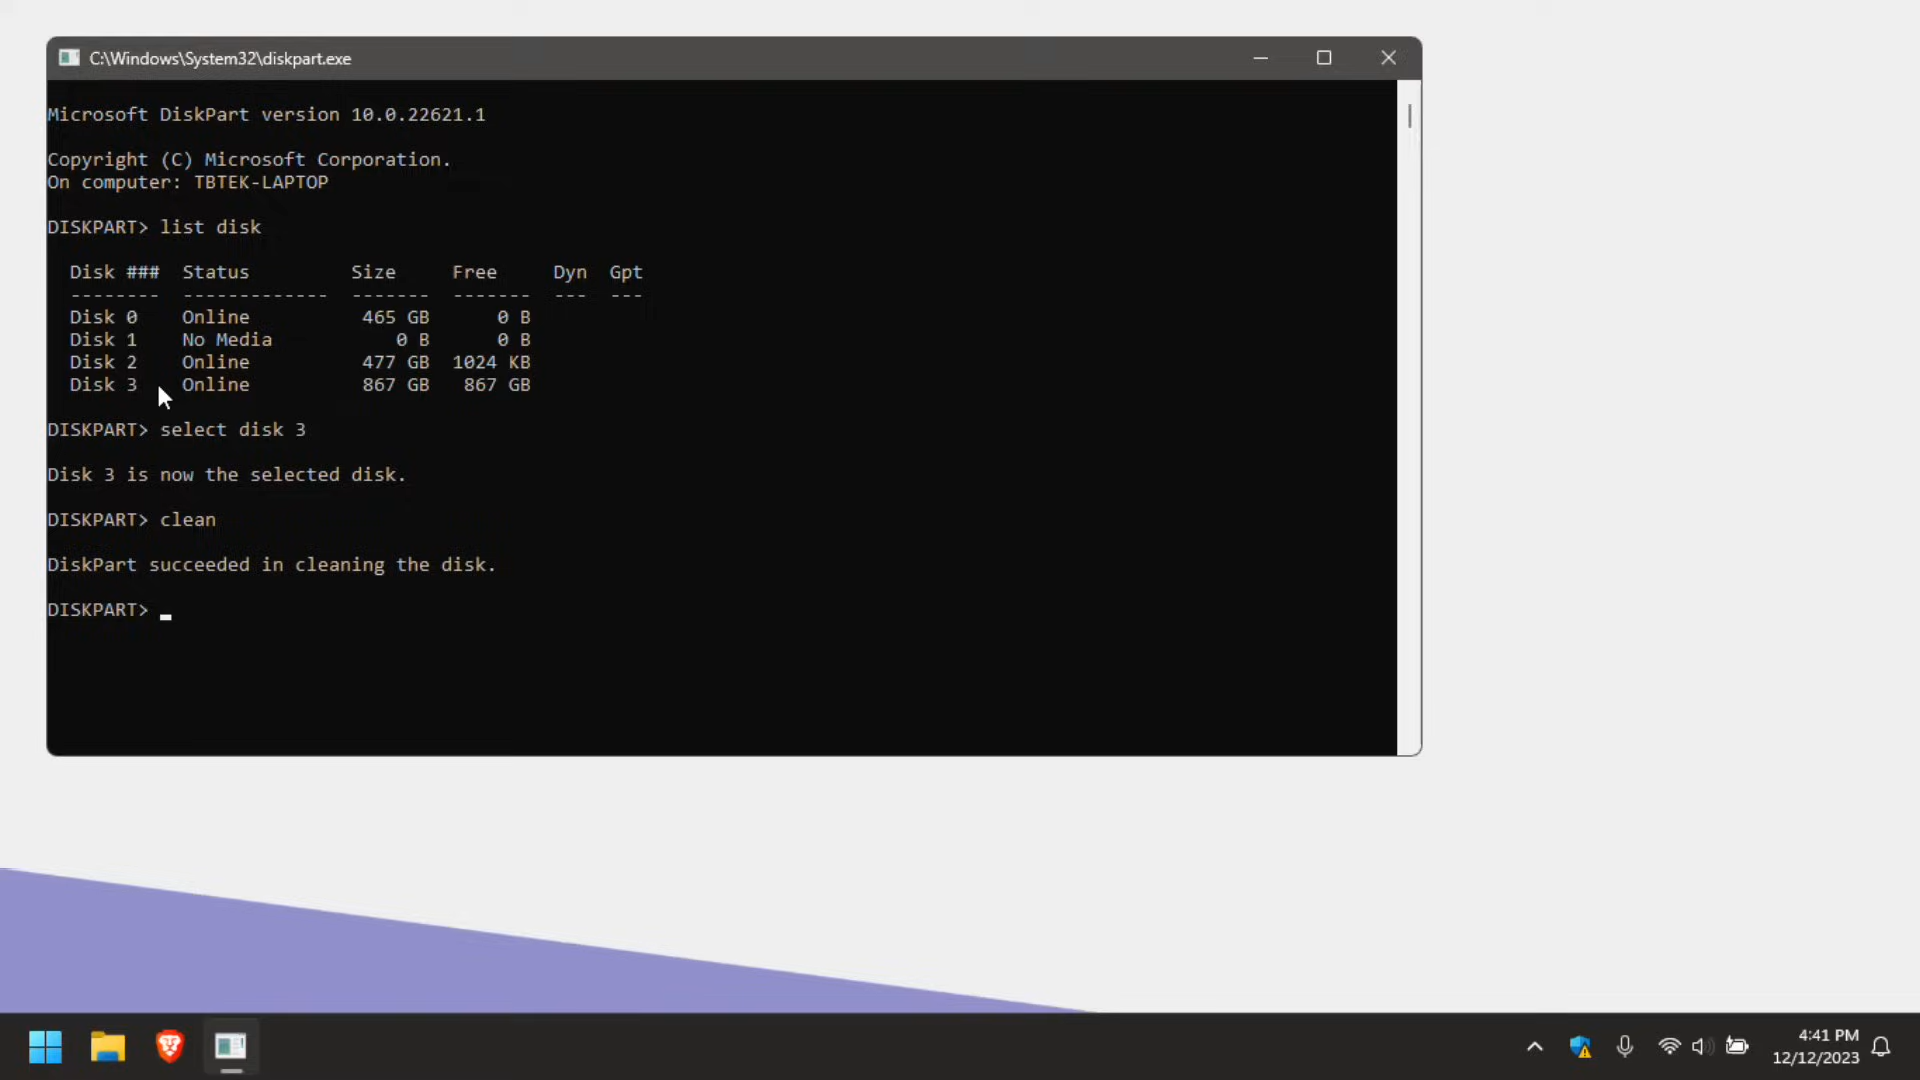 C:\Windows\System32\diskpart.exe
Microsoft DiskPart version 10.0.22621.1
Copyright (C) Microsoft Corporation.
On computer: TBTEK-LAPTOP
DISKPART> list disk
Disk ###  Status         Size     Free     Dyn  Gpt
--------  -------------  -------  -------  ---  ---
Disk 0    Online          465 GB      0 B
Disk 1    No Media           0 B      0 B
Disk 2    Online          477 GB  1024 KB
Disk 3    Online          867 GB   867 GB
DISKPART> select disk 3
Disk 3 is now the selected disk.
DISKPART> clean
DiskPart succeeded in cleaning the disk.
DISKPART> _
4:41 PM
12/12/2023